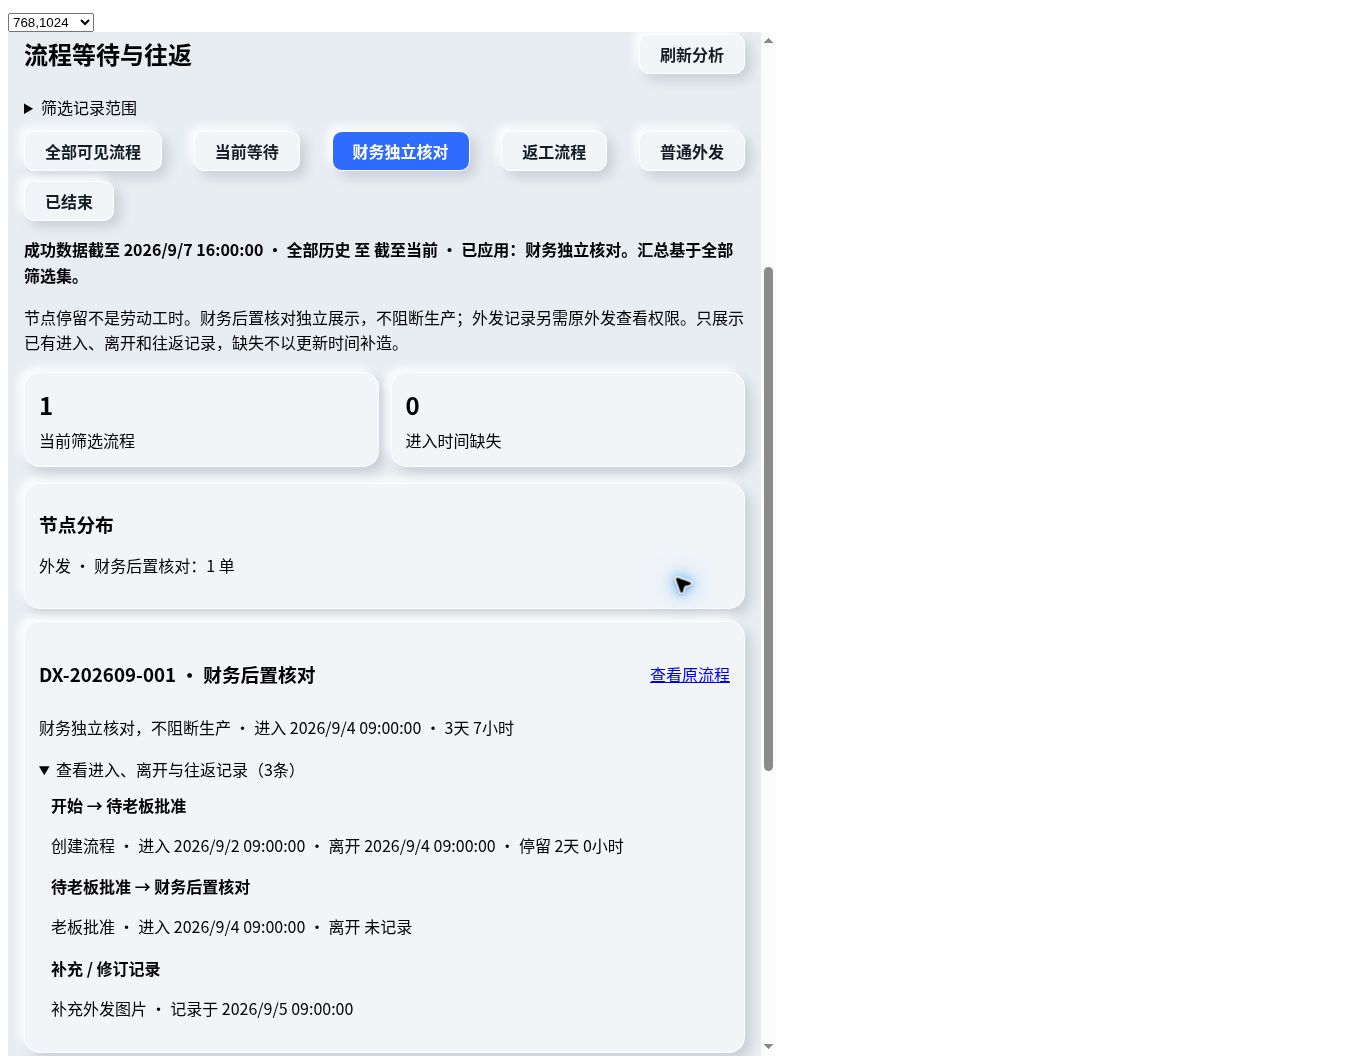 768,1024
流程等待与往返
刷新分析
▶ 筛选记录范围
全部可见流程 当前等待 财务独立核对 返工流程 普通外发
已结束
成功数据截至 2026/9/7 16:00:00 · 全部历史 至 截至当前 · 已应用：财务独立核对。汇总基于全部
筛选集。
节点停留不是劳动工时。财务后置核对独立展示，不阻断生产；外发记录另需原外发查看权限。只展示
已有进入、离开和往返记录，缺失不以更新时间补造。
1
当前筛选流程
0
进入时间缺失
节点分布
外发 · 财务后置核对：1 单
DX-202609-001 · 财务后置核对
查看原流程
财务独立核对，不阻断生产 · 进入 2026/9/4 09:00:00 · 3天 7小时
▼ 查看进入、离开与往返记录（3条）
开始 → 待老板批准
创建流程 · 进入 2026/9/2 09:00:00 · 离开 2026/9/4 09:00:00 · 停留 2天 0小时
待老板批准 → 财务后置核对
老板批准 · 进入 2026/9/4 09:00:00 · 离开 未记录
补充 / 修订记录
补充外发图片 · 记录于 2026/9/5 09:00:00